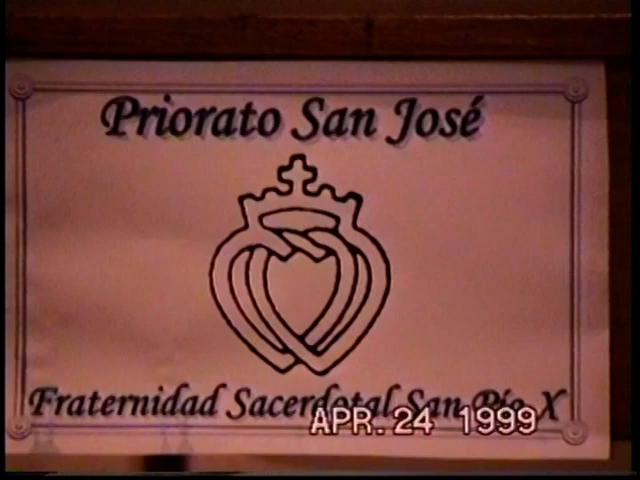 Priorato San José
Fraternidad Sacerdotal San Pío X
APR. 24 1999